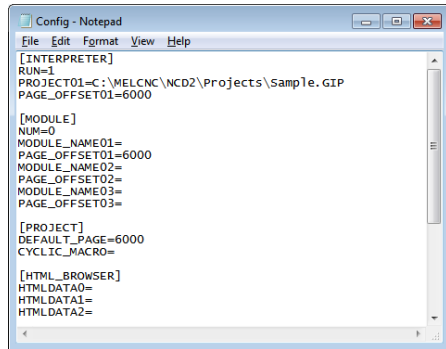 Config - Notepad
File Edit Format View Help
[INTERPRETER]
RUN=1
PROJECT01=C:\MELCNC\NCD2\Projects\Sample.GIP
PAGE_OFFSET01=6000

[MODULE]
NUM=0
MODULE_NAME01=
PAGE_OFFSET01=6000
MODULE_NAME02=
PAGE_OFFSET02=
MODULE_NAME03=
PAGE_OFFSET03=

[PROJECT]
DEFAULT_PAGE=6000
CYCLIC_MACRO=

[HTML_BROWSER]
HTMLDATA0=
HTMLDATA1=
HTMLDATA2=